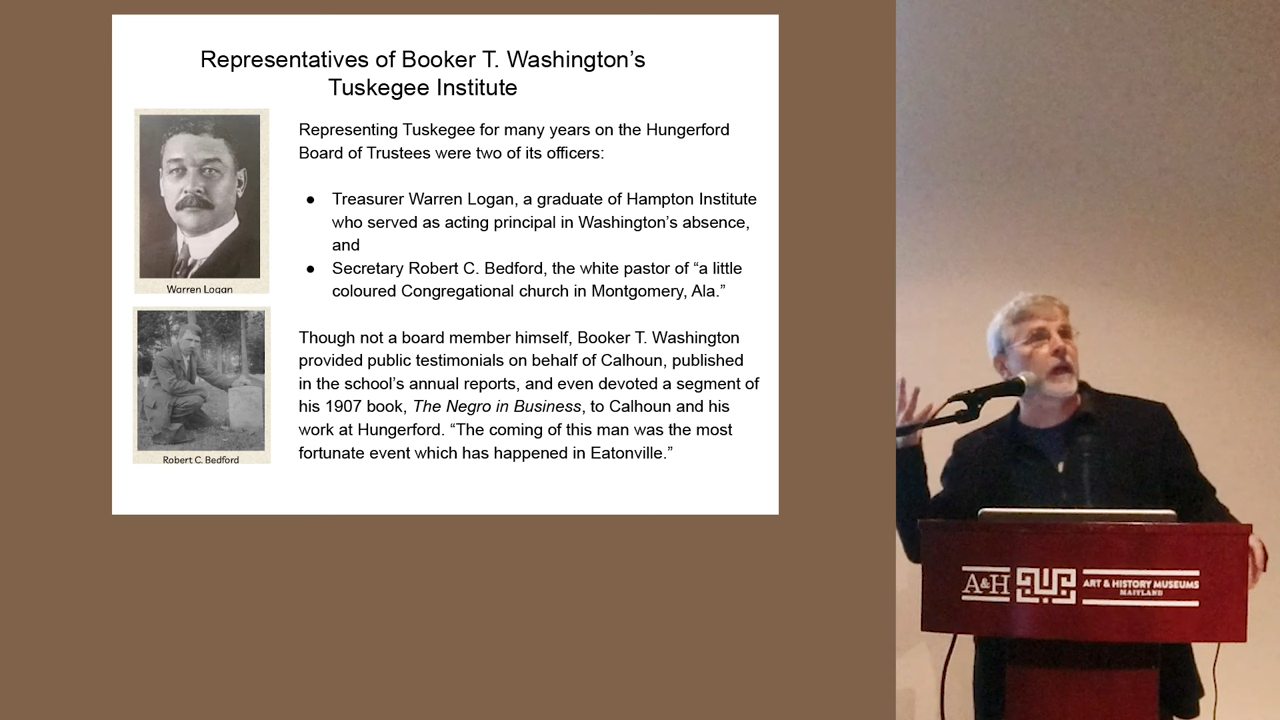 Representatives of Booker T. Washington’s
Tuskegee Institute
Warren Logan
Robert C. Bedford
Representing Tuskegee for many years on the Hungerford
Board of Trustees were two of its officers:
● Treasurer Warren Logan, a graduate of Hampton Institute
who served as acting principal in Washington’s absence,
and
● Secretary Robert C. Bedford, the white pastor of “a little
coloured Congregational church in Montgomery, Ala.”
Though not a board member himself, Booker T. Washington
provided public testimonials on behalf of Calhoun, published
in the school’s annual reports, and even devoted a segment of
his 1907 book, The Negro in Business, to Calhoun and his
work at Hungerford. “The coming of this man was the most
fortunate event which has happened in Eatonville.”
A&H
ART & HISTORY MUSEUMS
MAITLAND